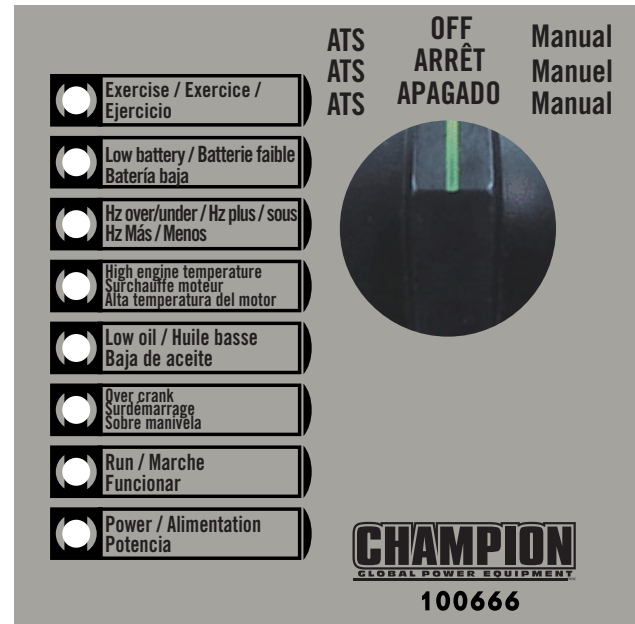 ATS OFF Manual
ATS ARRÊT Manuel
ATS APAGADO Manual
Exercise / Exercice /
Ejercicio
Low battery / Batterie faible
Batería baja
Hz over/under / Hz plus / sous
Hz Más / Menos
High engine temperature
Surchauffe moteur
Alta temperatura del motor
Low oil / Huile basse
Baja de aceite
Over crank
Surdémarrage
Sobre manivela
Run / Marche
Funcionar
Power / Alimentation
Potencia
CHAMPION
GLOBAL POWER EQUIPMENT
100666